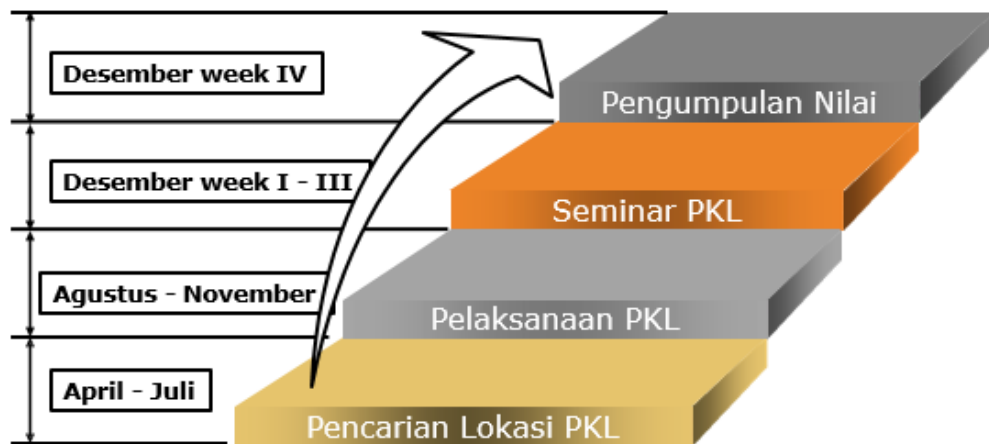 Desember week IV
Pengumpulan Nilai
Desember week I - III
Seminar PKL
Agustus - November
Pelaksanaan PKL
April - Juli
Pencarian Lokasi PKL